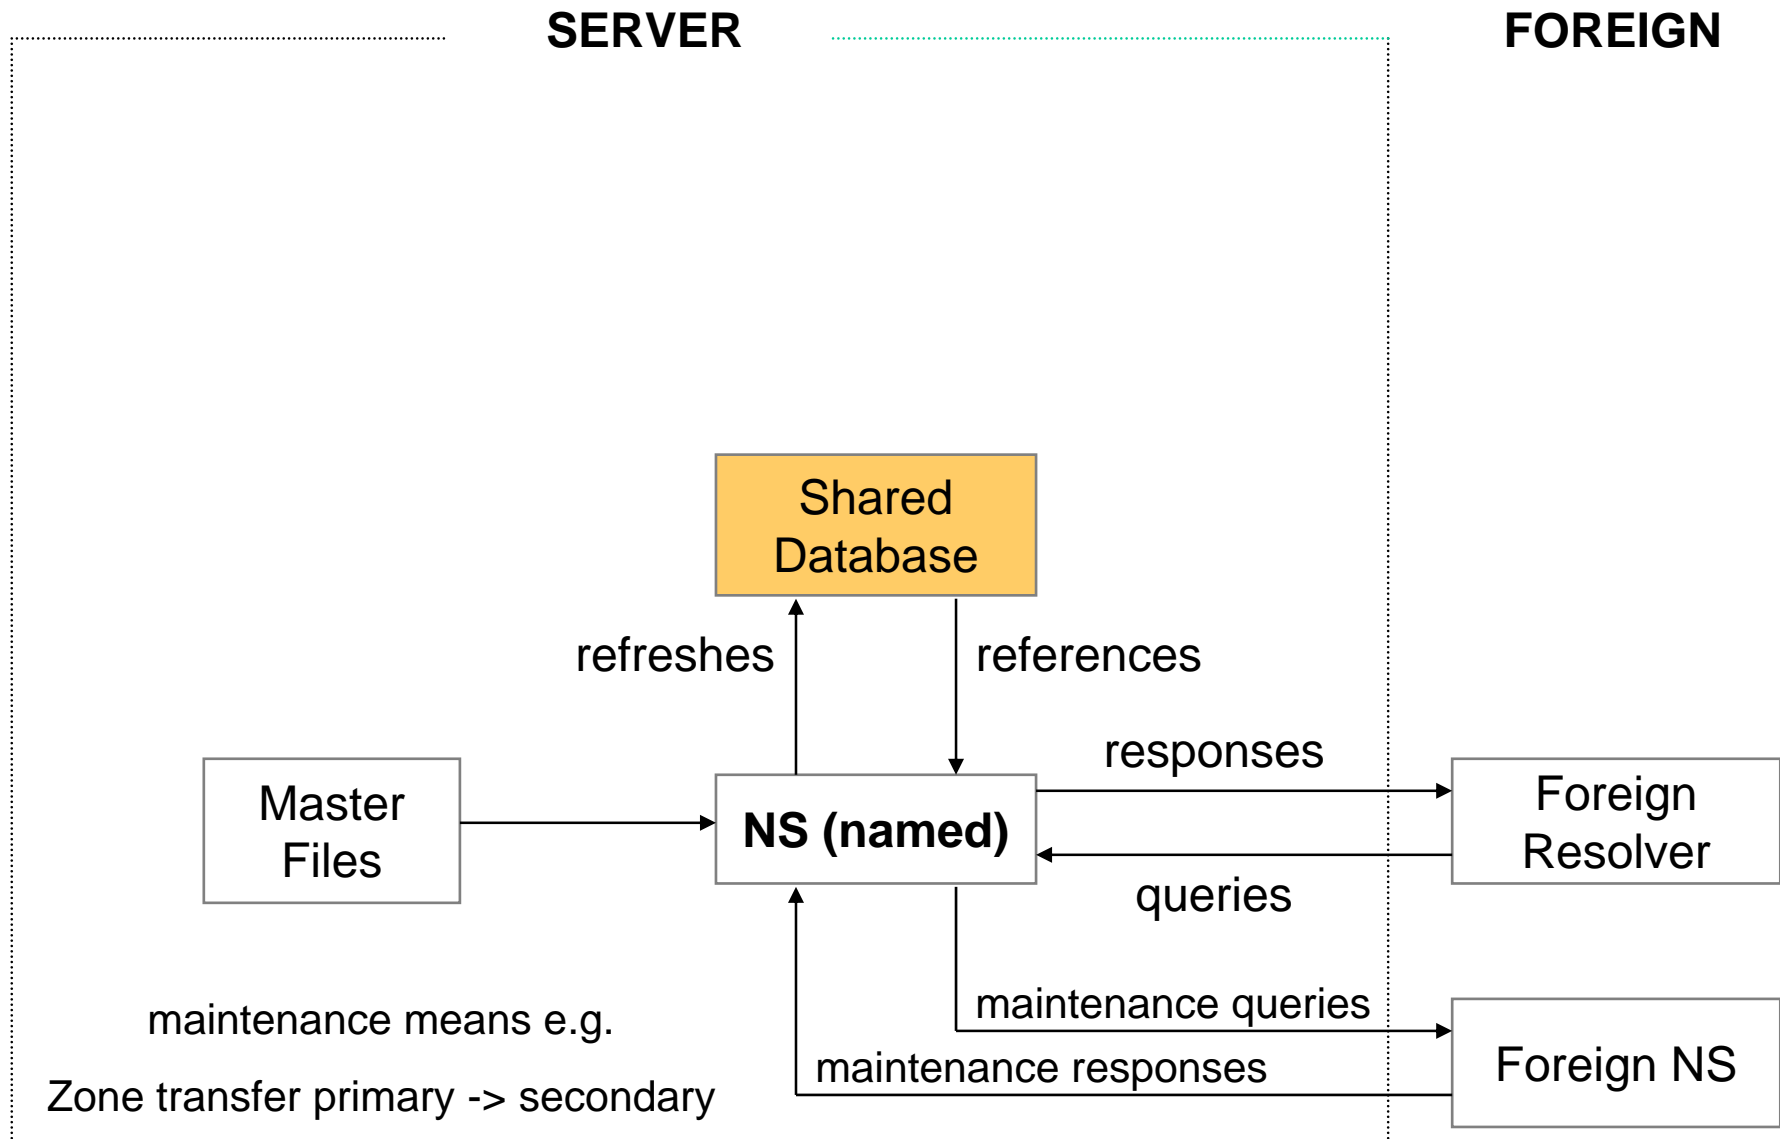 SERVER
FOREIGN
Shared
Database
refreshes
references
responses
Master
Files
NS (named)
Foreign
Resolver
queries
maintenance queries
maintenance means e.g.
maintenance responses
Foreign NS
Zone transfer primary -> secondary